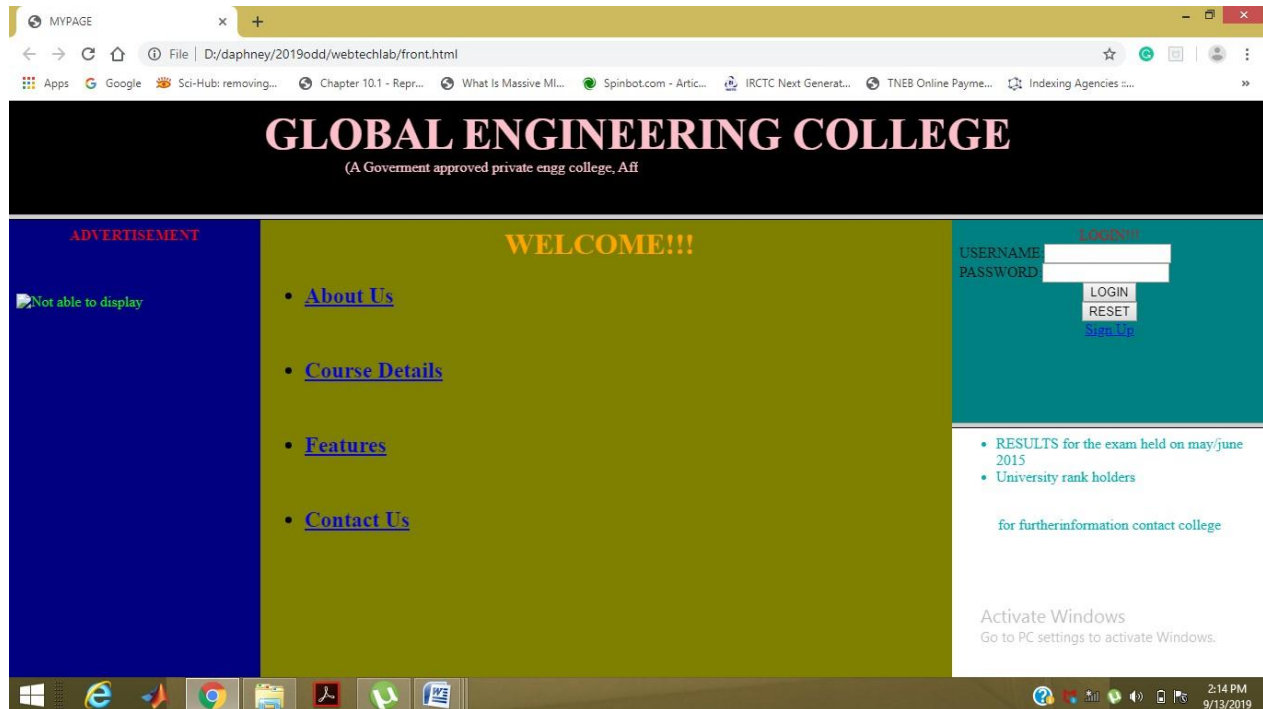 MYPAGE
File D:/daphney/2019odd/webtechlab/front.html
Apps Google Sci-Hub: removing... Chapter 10.1 - Repr... What Is Massive MI... Spinbot.com - Artic... IRCTC Next Generat... TNEB Online Payme... Indexing Agencies ::...
GLOBAL ENGINEERING COLLEGE
(A Goverment approved private engg college, Aff
ADVERTISEMENT
Not able to display
WELCOME!!!
• About Us
• Course Details
• Features
• Contact Us
LOGIN!!!
USERNAME:
PASSWORD:
LOGIN
RESET
Sign Up
• RESULTS for the exam held on may/june
2015
• University rank holders
for furtherinformation contact college
Activate Windows
Go to PC settings to activate Windows.
2:14 PM
9/13/2019